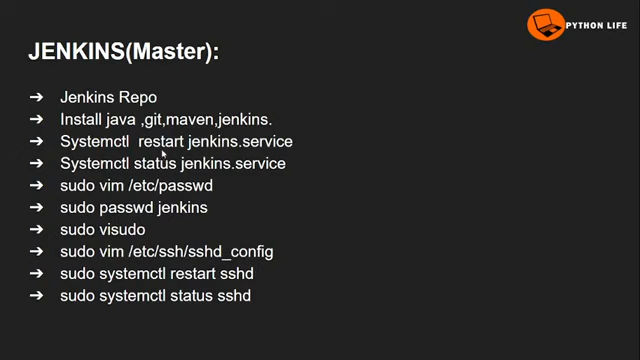 PYTHON LIFE
JENKINS(Master):
➔ Jenkins Repo
➔ Install java ,git,maven,jenkins.
➔ Systemctl restart jenkins.service
➔ Systemctl status jenkins.service
➔ sudo vim /etc/passwd
➔ sudo passwd jenkins
➔ sudo visudo
➔ sudo vim /etc/ssh/sshd_config
➔ sudo systemctl restart sshd
➔ sudo systemctl status sshd